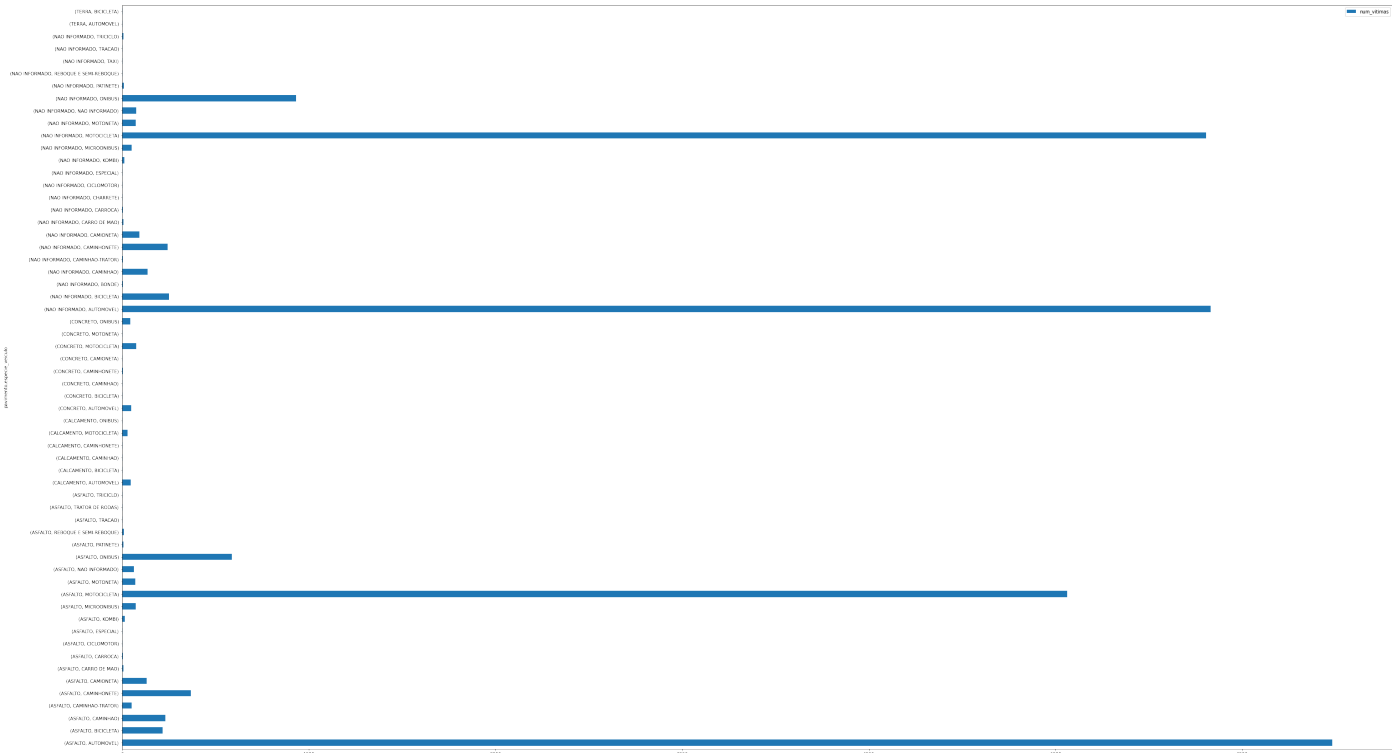 num_vitimas
(TERRA, BICICLETA)
(TERRA, AUTOMOVEL)
(NAO INFORMADO, TRICICLO)
(NAO INFORMADO, TRACAO)
(NAO INFORMADO, TAXI)
(NAO INFORMADO, REBOQUE E SEMI-REBOQUE)
(NAO INFORMADO, PATINETE)
(NAO INFORMADO, ONIBUS)
(NAO INFORMADO, NAO INFORMADO)
(NAO INFORMADO, MOTONETA)
(NAO INFORMADO, MOTOCICLETA)
(NAO INFORMADO, MICROONIBUS)
(NAO INFORMADO, KOMBI)
(NAO INFORMADO, ESPECIAL)
(NAO INFORMADO, CICLOMOTOR)
(NAO INFORMADO, CHARRETE)
(NAO INFORMADO, CARROCA)
(NAO INFORMADO, CARRO DE MAO)
(NAO INFORMADO, CAMIONETA)
(NAO INFORMADO, CAMINHONETE)
(NAO INFORMADO, CAMINHAO-TRATOR)
(NAO INFORMADO, CAMINHAO)
(NAO INFORMADO, BONDE)
(NAO INFORMADO, BICICLETA)
(NAO INFORMADO, AUTOMOVEL)
(CONCRETO, ONIBUS)
(CONCRETO, MOTONETA)
(CONCRETO, MOTOCICLETA)
(CONCRETO, CAMIONETA)
(CONCRETO, CAMINHONETE)
(CONCRETO, CAMINHAO)
(CONCRETO, BICICLETA)
(CONCRETO, AUTOMOVEL)
(CALCAMENTO, ONIBUS)
(CALCAMENTO, MOTOCICLETA)
(CALCAMENTO, CAMINHONETE)
(CALCAMENTO, CAMINHAO)
(CALCAMENTO, BICICLETA)
(CALCAMENTO, AUTOMOVEL)
(ASFALTO, TRICICLO)
(ASFALTO, TRATOR DE RODAS)
(ASFALTO, TRACAO)
(ASFALTO, REBOQUE E SEMI-REBOQUE)
(ASFALTO, PATINETE)
(ASFALTO, ONIBUS)
(ASFALTO, NAO INFORMADO)
(ASFALTO, MOTONETA)
(ASFALTO, MOTOCICLETA)
(ASFALTO, MICROONIBUS)
(ASFALTO, KOMBI)
(ASFALTO, ESPECIAL)
(ASFALTO, CICLOMOTOR)
(ASFALTO, CARROCA)
(ASFALTO, CARRO DE MAO)
(ASFALTO, CAMIONETA)
(ASFALTO, CAMINHONETE)
(ASFALTO, CAMINHAO-TRATOR)
(ASFALTO, CAMINHAO)
(ASFALTO, BICICLETA)
(ASFALTO, AUTOMOVEL)
pavimento,especie_veiculo